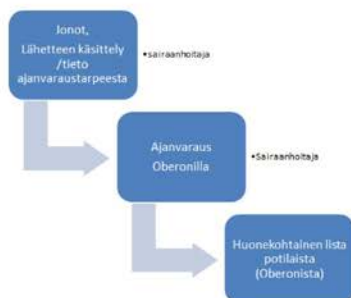 Jonot,
Lähetteen käsittely
/tieto
ajanvaraustarpeesta
•sairaanhoitaja
Ajanvaraus
Oberonilla
•Sairaanhoitaja
Huonekohtainen lista
potilaista
(Oberonista)